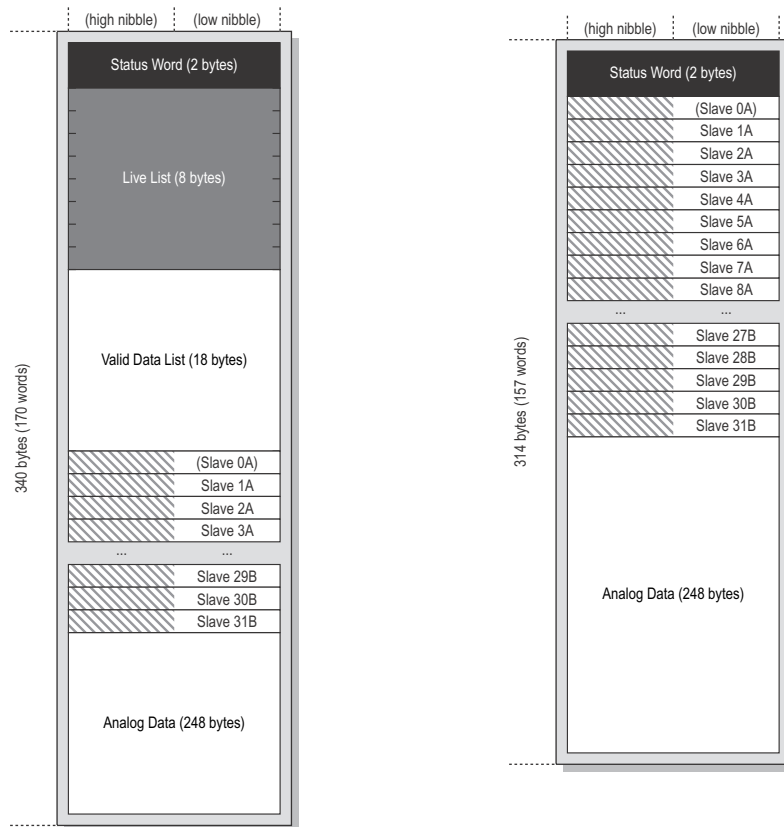 (high nibble) (low nibble)
340 bytes (170 words)
Status Word (2 bytes)
Live List (8 bytes)
Valid Data List (18 bytes)
(Slave 0A)
Slave 1A
Slave 2A
Slave 3A
... ...
Slave 29B
Slave 30B
Slave 31B
Analog Data (248 bytes)
(high nibble) (low nibble)
314 bytes (157 words)
Status Word (2 bytes)
(Slave 0A)
Slave 1A
Slave 2A
Slave 3A
Slave 4A
Slave 5A
Slave 6A
Slave 7A
Slave 8A
... ...
Slave 27B
Slave 28B
Slave 29B
Slave 30B
Slave 31B
Analog Data (248 bytes)